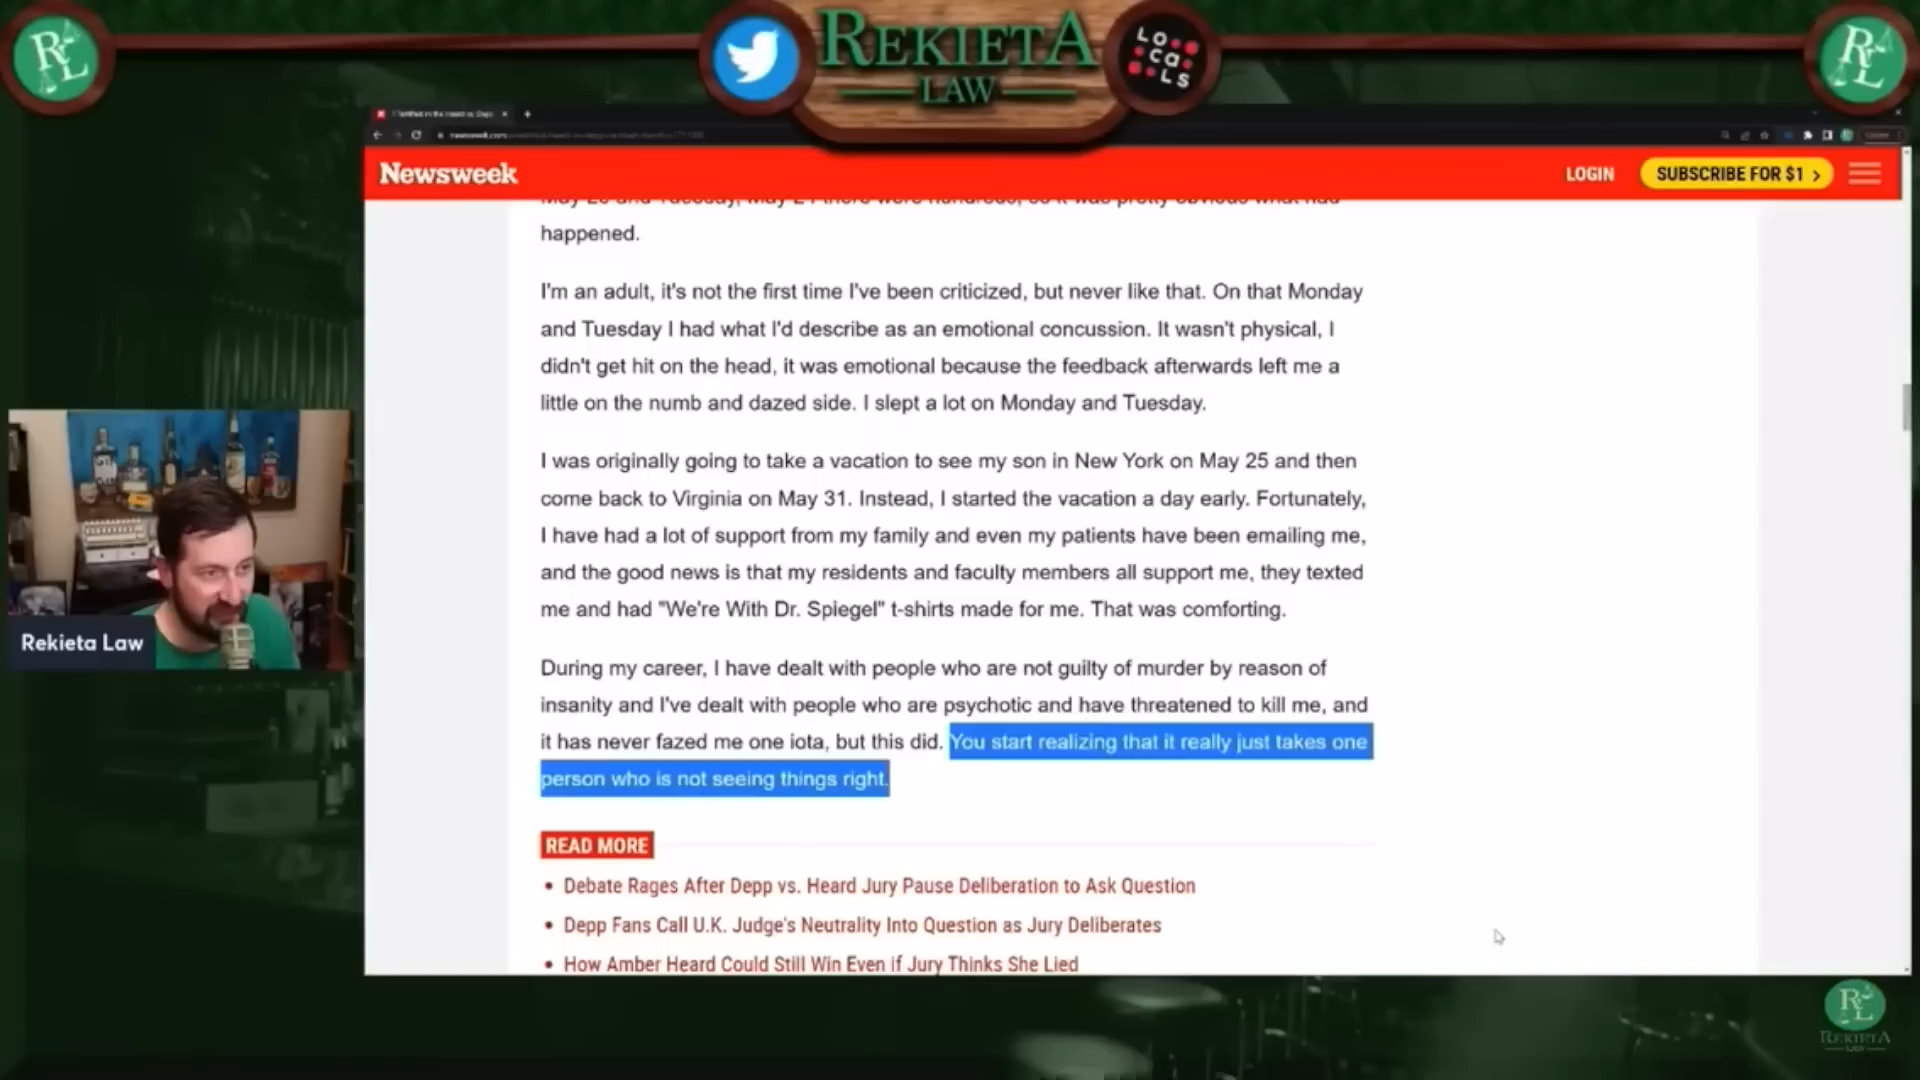 RL
REKIETA
LAW
LOcaLS
RL
Newsweek
LOGIN
SUBSCRIBE FOR $1 >
happened.
I'm an adult, it's not the first time I've been criticized, but never like that. On that Monday
and Tuesday I had what I'd describe as an emotional concussion. It wasn't physical, I
didn't get hit on the head, it was emotional because the feedback afterwards left me a
little on the numb and dazed side. I slept a lot on Monday and Tuesday.
I was originally going to take a vacation to see my son in New York on May 25 and then
come back to Virginia on May 31. Instead, I started the vacation a day early. Fortunately,
I have had a lot of support from my family and even my patients have been emailing me,
and the good news is that my residents and faculty members all support me, they texted
me and had "We're With Dr. Spiegel" t-shirts made for me. That was comforting.
During my career, I have dealt with people who are not guilty of murder by reason of
insanity and I've dealt with people who are psychotic and have threatened to kill me, and
it has never fazed me one iota, but this did. You start realizing that it really just takes one
person who is not seeing things right.
READ MORE
• Debate Rages After Depp vs. Heard Jury Pause Deliberation to Ask Question
• Depp Fans Call U.K. Judge's Neutrality Into Question as Jury Deliberates
• How Amber Heard Could Still Win Even if Jury Thinks She Lied
Rekieta Law
RL
REKIETA
LAW